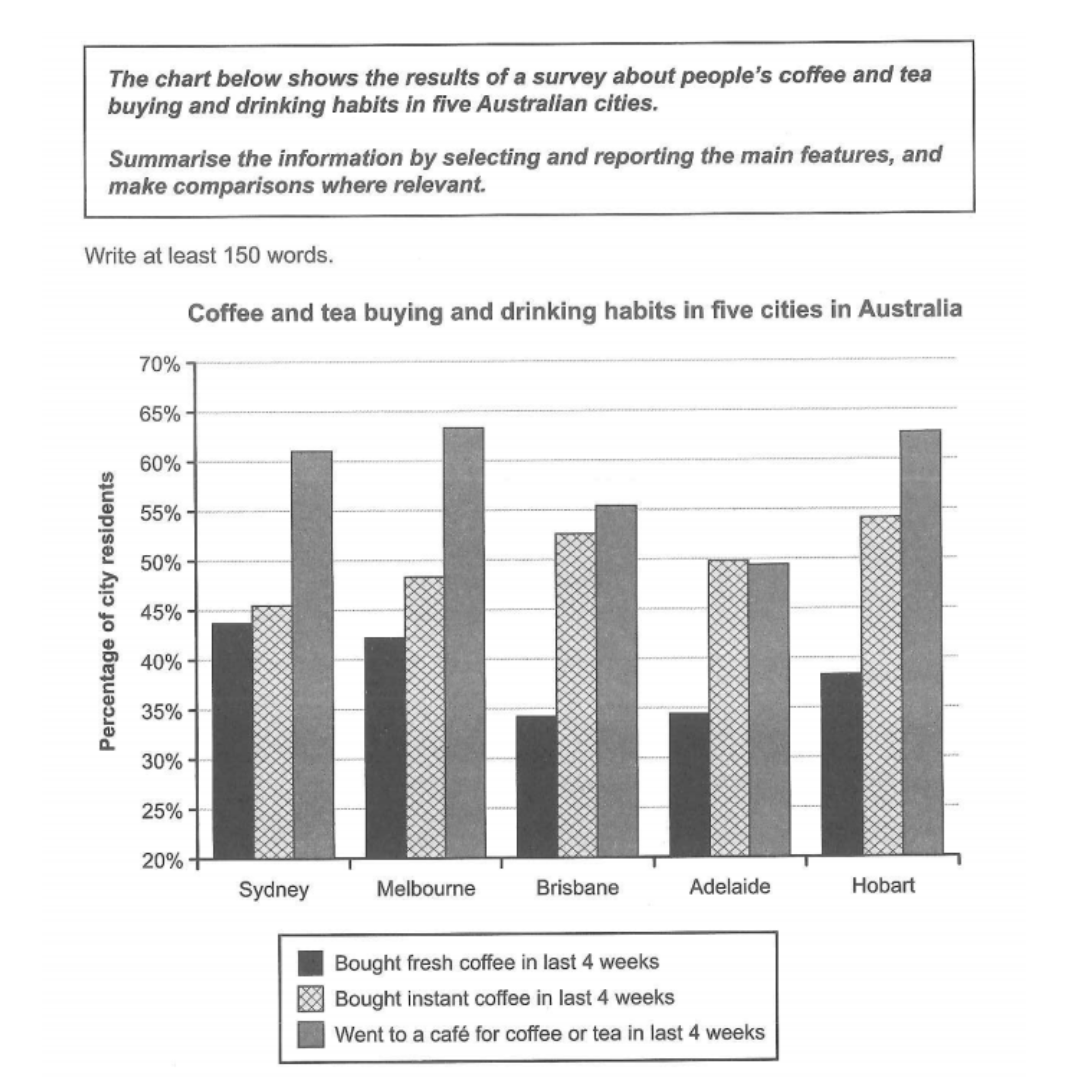 The chart below shows the results of a survey about people's coffee and tea
buying and drinking habits in five Australian cities.
Summarise the information by selecting and reporting the main features, and
make comparisons where relevant.
Write at least 150 words.
Coffee and tea buying and drinking habits in five cities in Australia
Percentage of city residents
70%
65%
60%
55%
50%
45%
40%
35%
30%
25%
20%
Sydney Melbourne Brisbane Adelaide Hobart
Bought fresh coffee in last 4 weeks
Bought instant coffee in last 4 weeks
Went to a café for coffee or tea in last 4 weeks